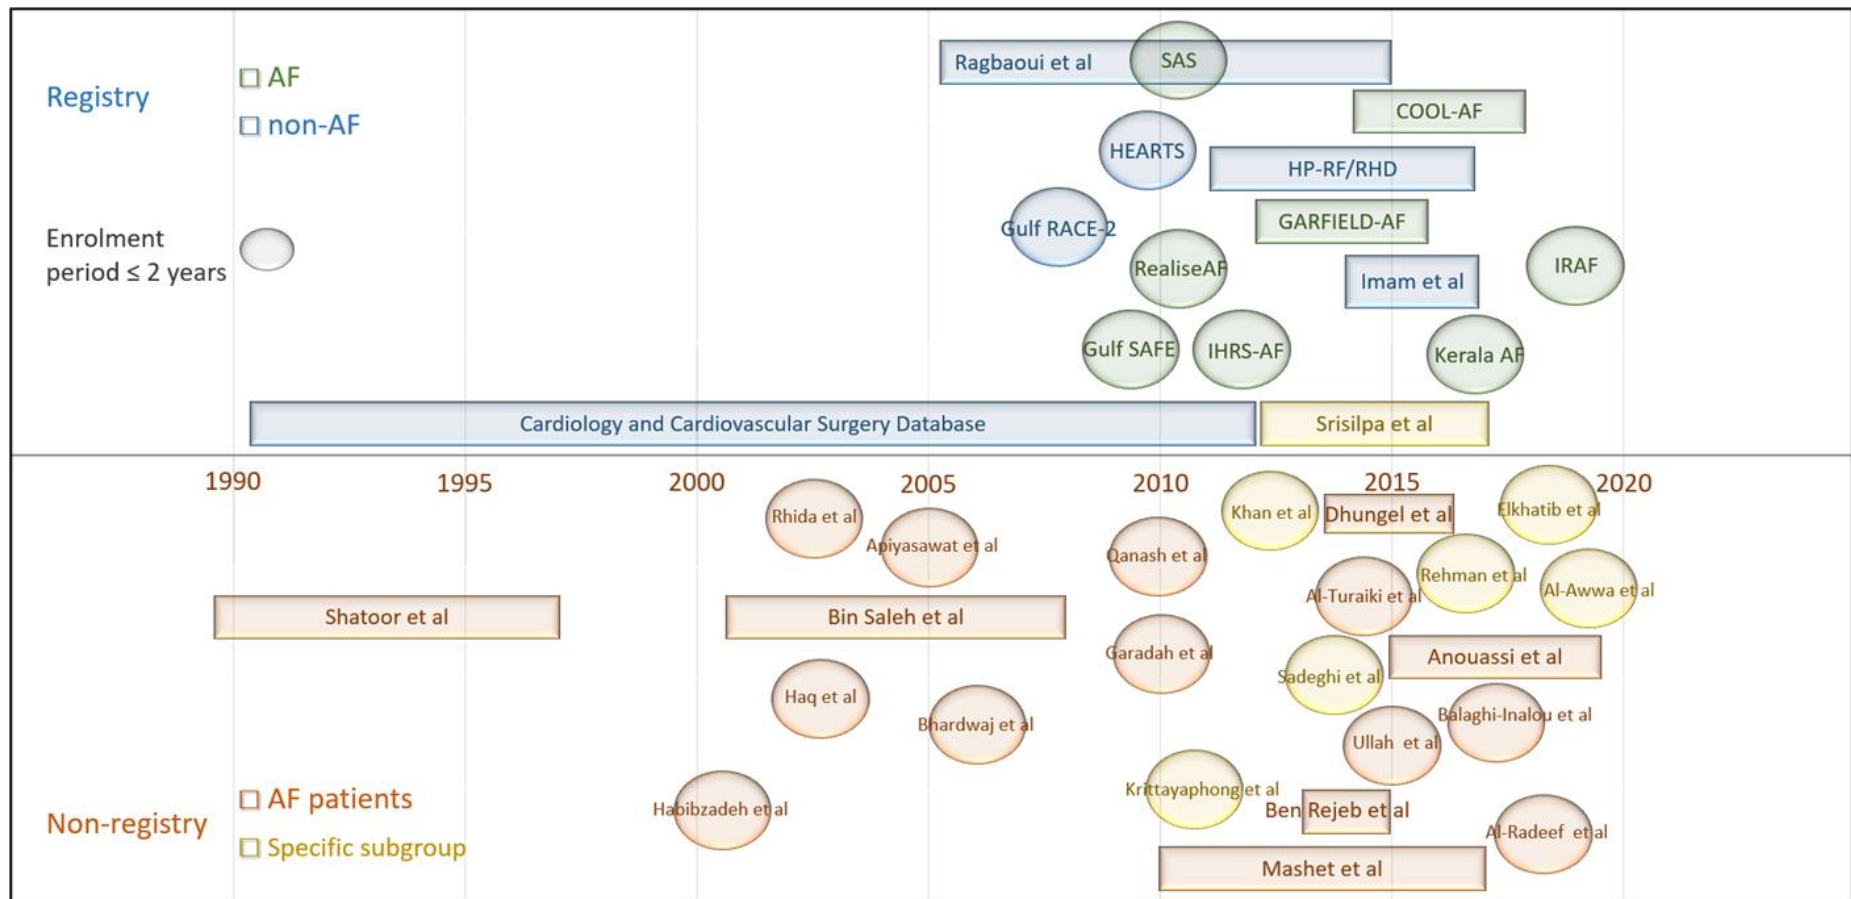 Registry
AF
non-AF
Enrolment
period ≤ 2 years
Ragbaoui et al
SAS
COOL-AF
HEARTS
HP-RF/RHD
Gulf RACE-2
GARFIELD-AF
RealiseAF
Imam et al
IRAF
Gulf SAFE
IHRS-AF
Kerala AF
Cardiology and Cardiovascular Surgery Database
Srisilpa et al
1990
1995
2000
2005
2010
2015
2020
Rhida et al
Apiyasawat et al
Khan et al
Dhungel et al
Elkhatib et al
Qanash et al
Al-Turaiki et al
Rehman et al
Al-Awwa et al
Shatoor et al
Bin Saleh et al
Garadah et al
Sadeghi et al
Anouassi et al
Haq et al
Bhardwaj et al
Ullah et al
Balaghi-Inalou et al
Habibzadeh et al
Krittayaphong et al
Ben Rejeb et al
Al-Radeef et al
Mashet et al
Non-registry
AF patients
Specific subgroup